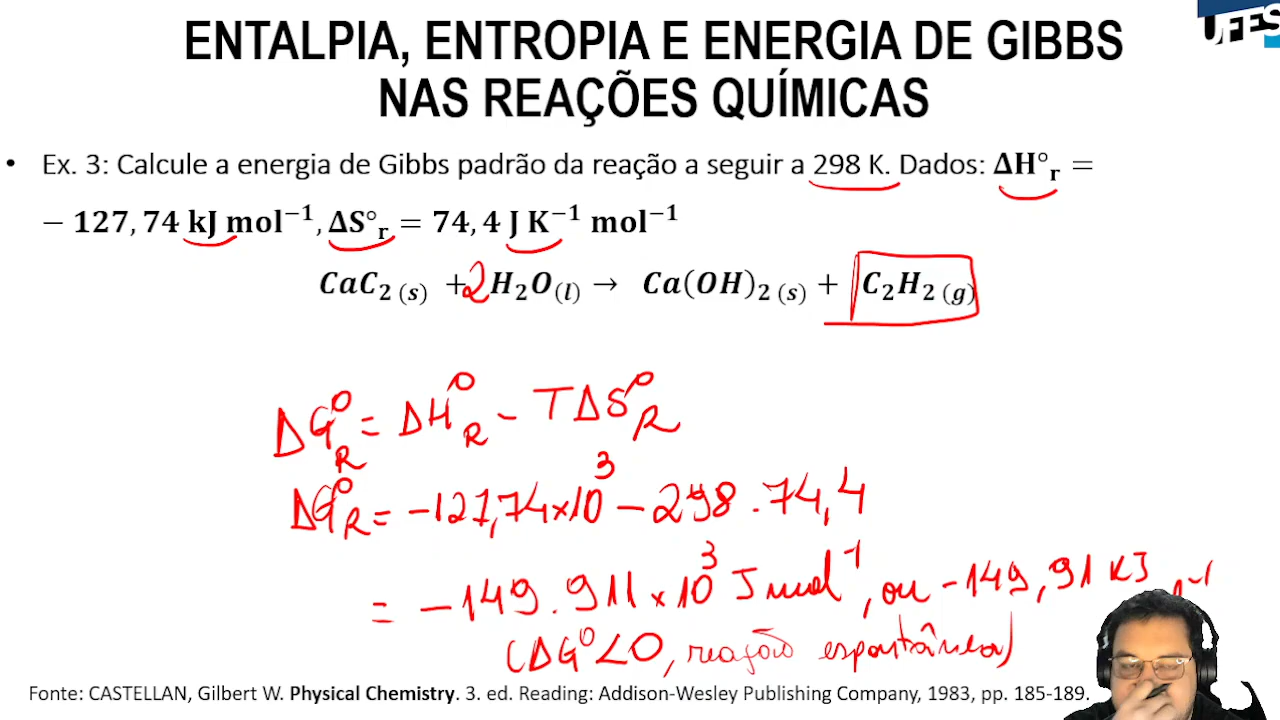 UFES
ENTALPIA, ENTROPIA E ENERGIA DE GIBBS
NAS REAÇÕES QUÍMICAS
• Ex. 3: Calcule a energia de Gibbs padrão da reação a seguir a 298 K. Dados: ΔH°ᵣ =
− 127,74 kJ mol⁻¹, ΔS°ᵣ = 74,4 J K⁻¹ mol⁻¹
CaC₂ (s) + 2 H₂O(l) → Ca(OH)₂ (s) + C₂H₂ (g)
ΔG°R = ΔH°R - TΔS°R
ΔG°R = -127,74×10³ - 298 . 74,4
= -149.911 × 10³ J mol⁻¹, ou -149,91 KJ
(ΔG° < 0, reação espontânea)
Fonte: CASTELLAN, Gilbert W. Physical Chemistry. 3. ed. Reading: Addison-Wesley Publishing Company, 1983, pp. 185-189.